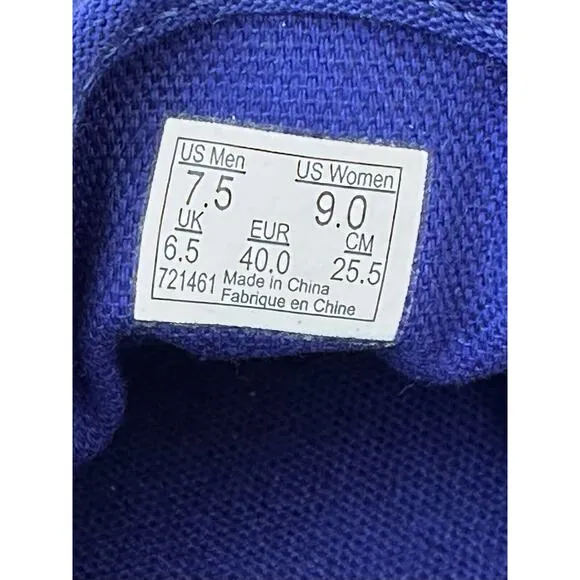 US Men US Women
7.5 9.0
UK EUR CM
6.5 40.0 25.5
721461 Made in China
Fabrique en Chine